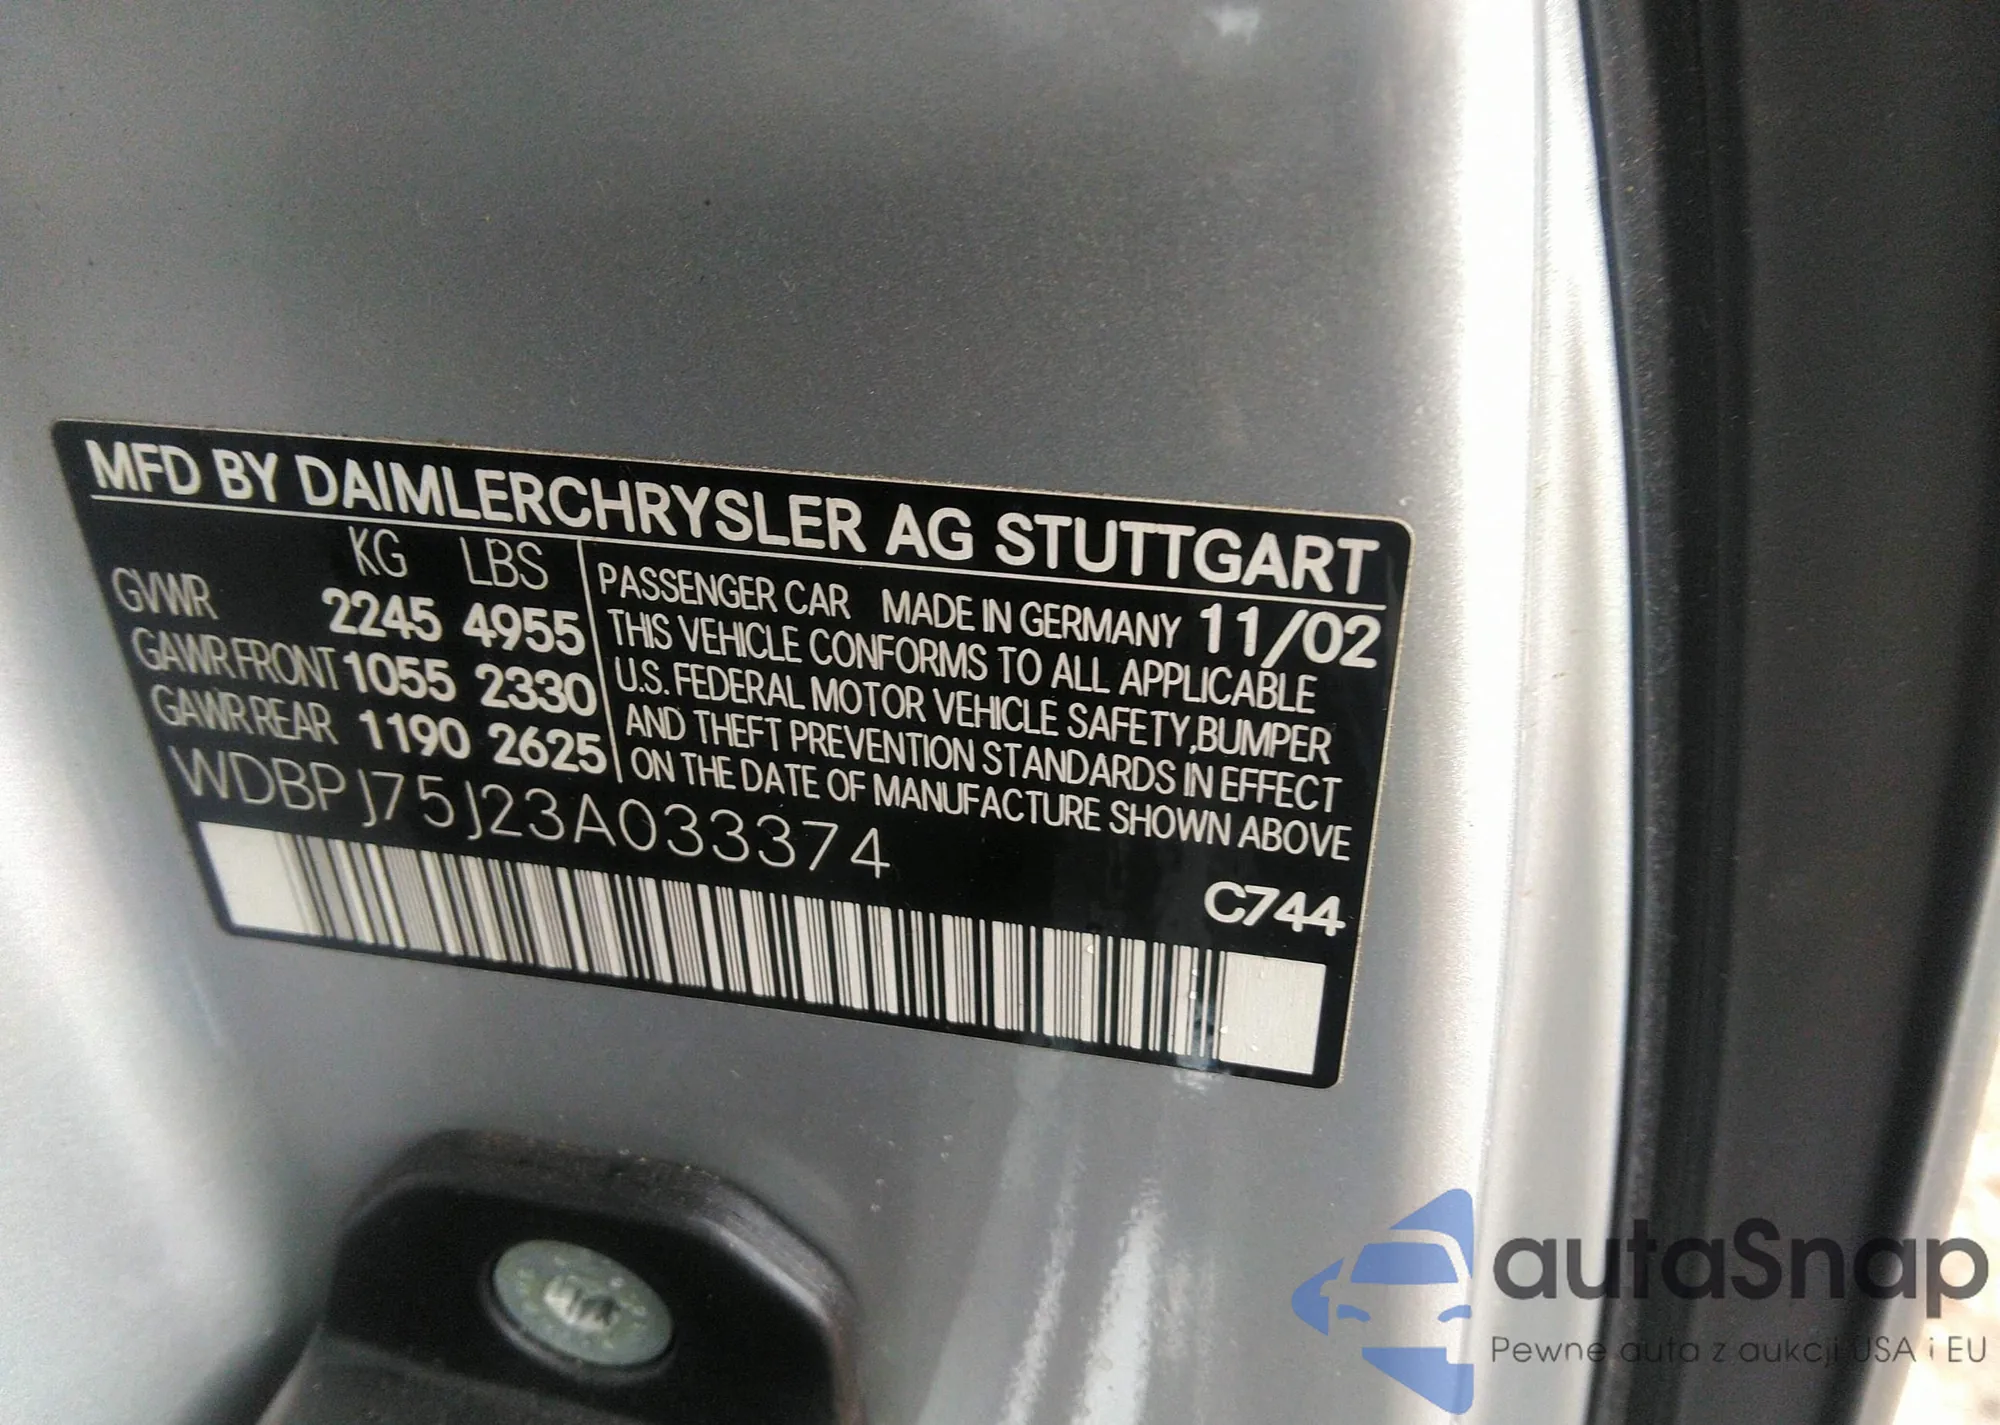 MFD BY DAIMLERCHRYSLER AG STUTTGART
KG LBS
GVWR 2245 4955
GAWR FRONT 1055 2330
GAWR REAR 1190 2625
PASSENGER CAR MADE IN GERMANY 11/02
THIS VEHICLE CONFORMS TO ALL APPLICABLE
U.S. FEDERAL MOTOR VEHICLE SAFETY, BUMPER
AND THEFT PREVENTION STANDARDS IN EFFECT
ON THE DATE OF MANUFACTURE SHOWN ABOVE
WDBPJ75J23A033374
C744
autaSnap
Pewne auta z aukcji USA i EU